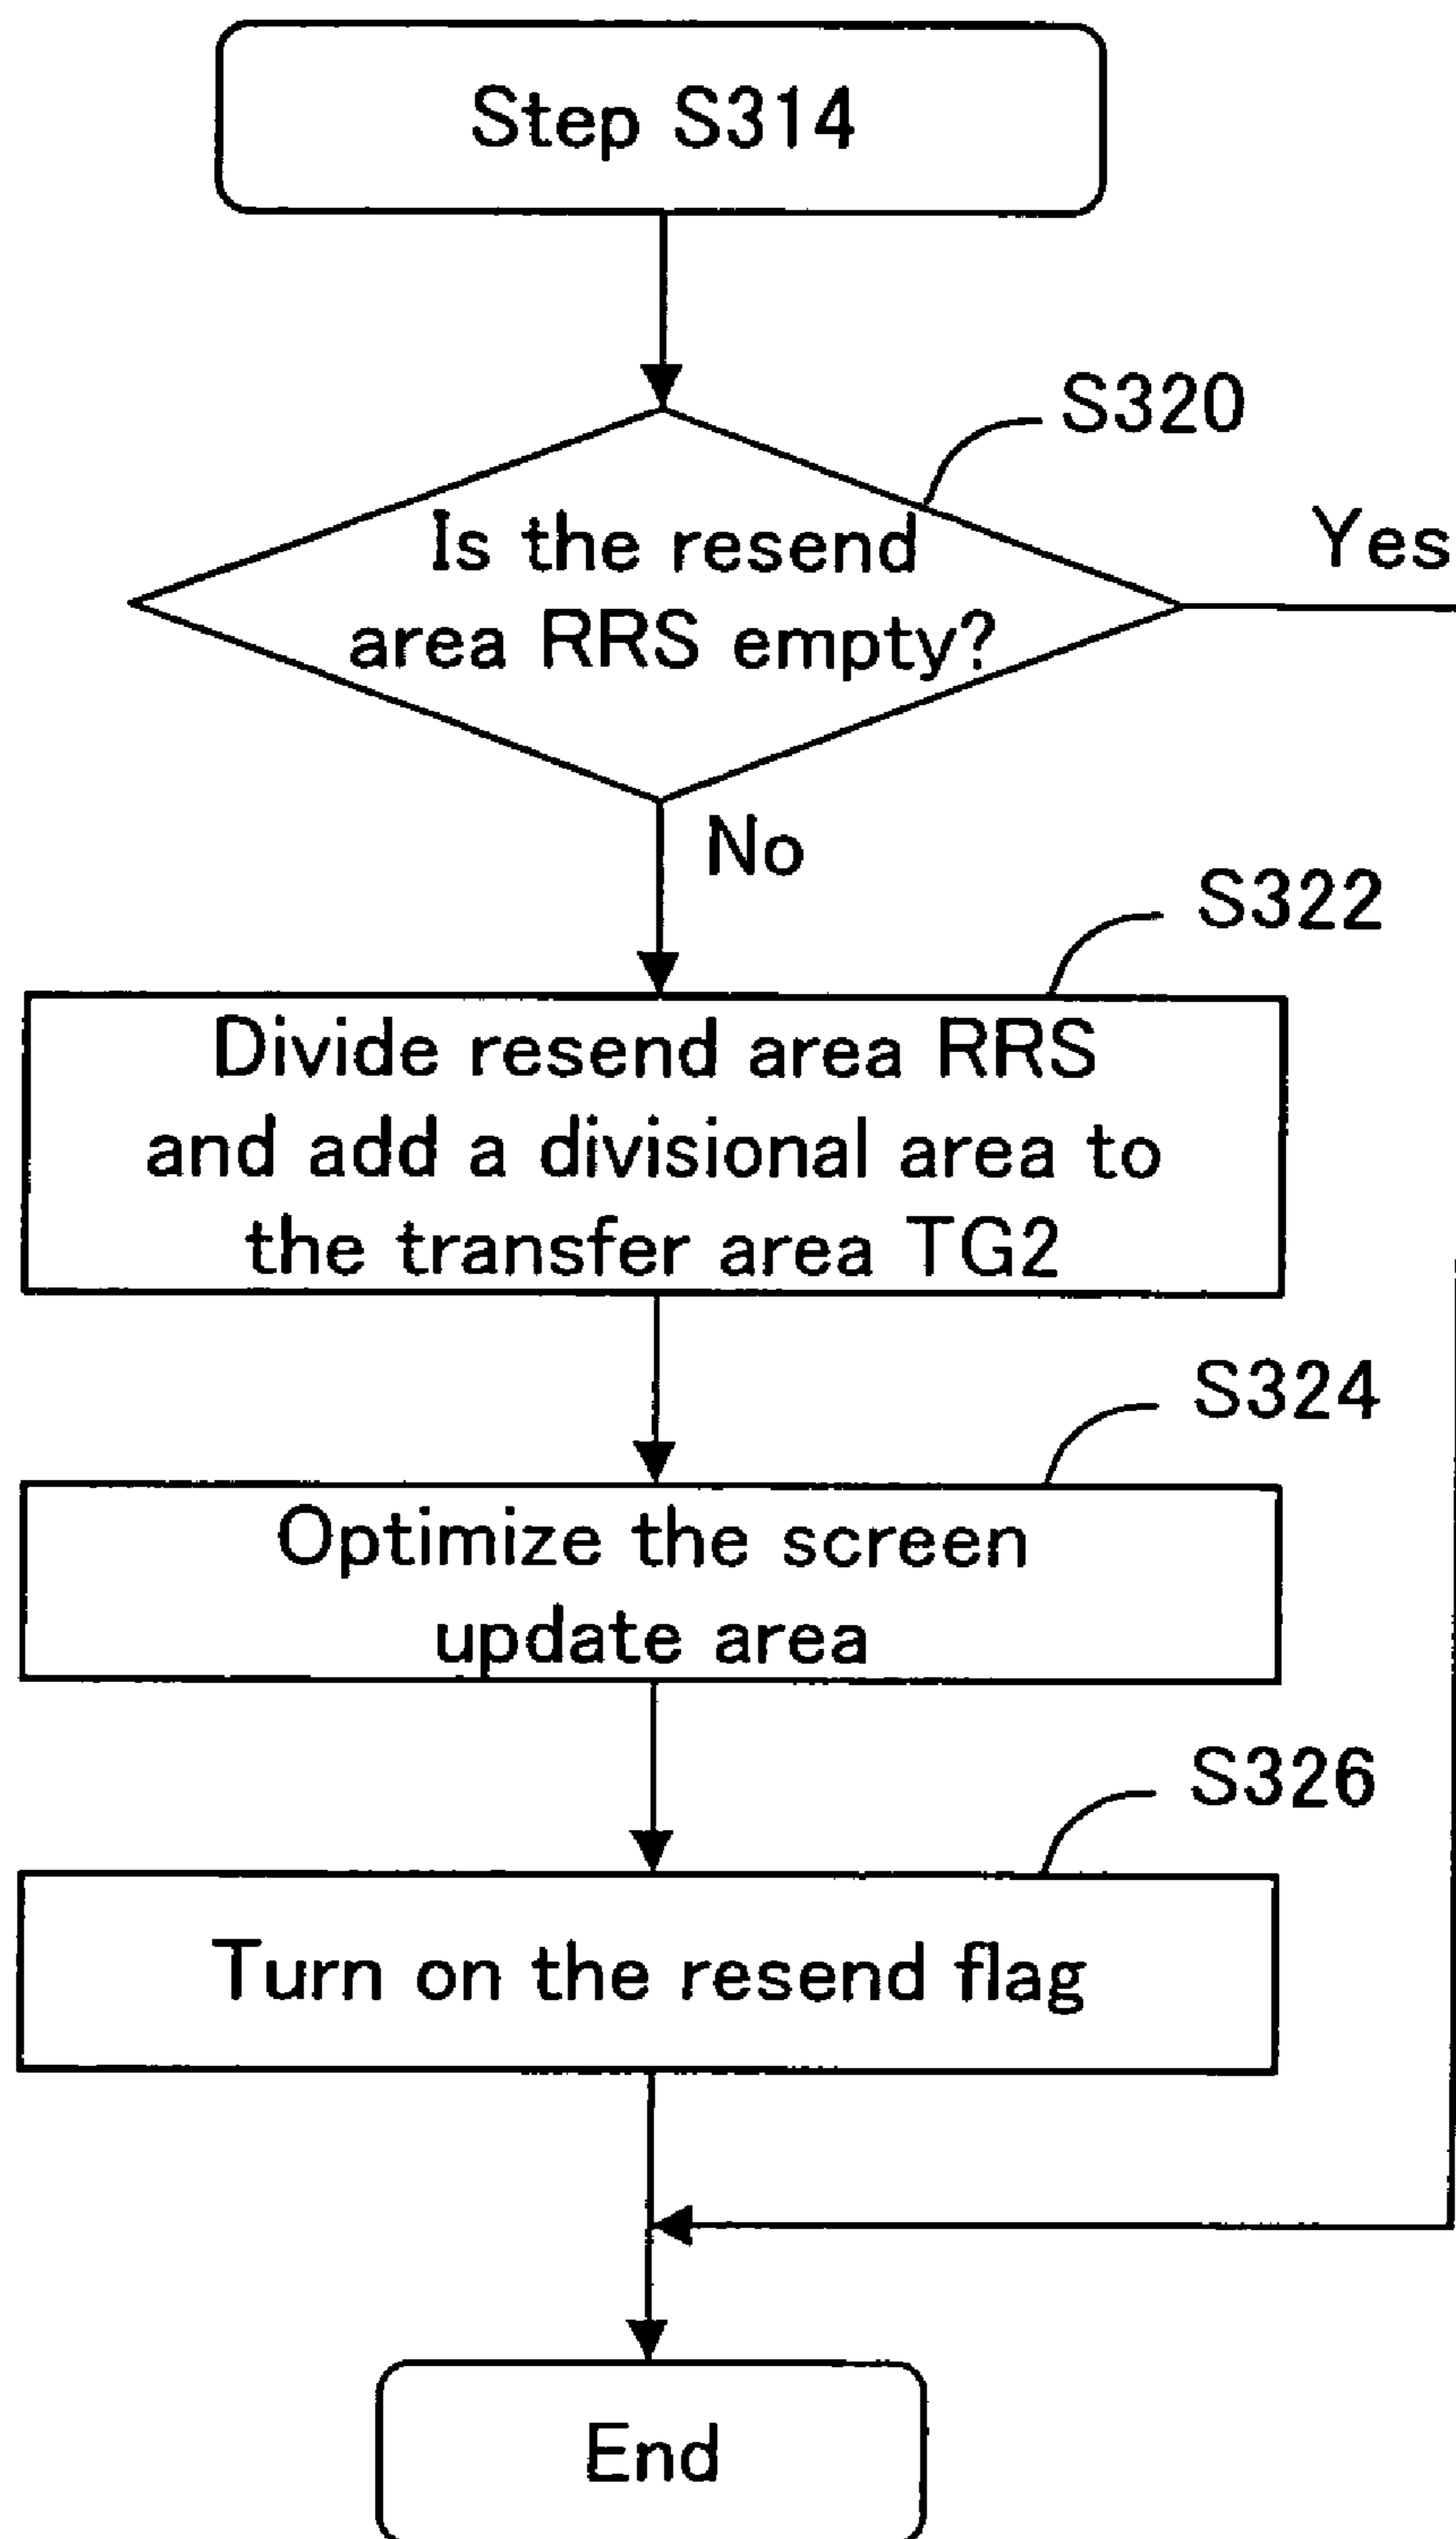 Step S314
S320
Is the resend
area RRS empty?
Yes
No
S322
Divide resend area RRS
and add a divisional area to
the transfer area TG2
S324
Optimize the screen
update area
S326
Turn on the resend flag
End